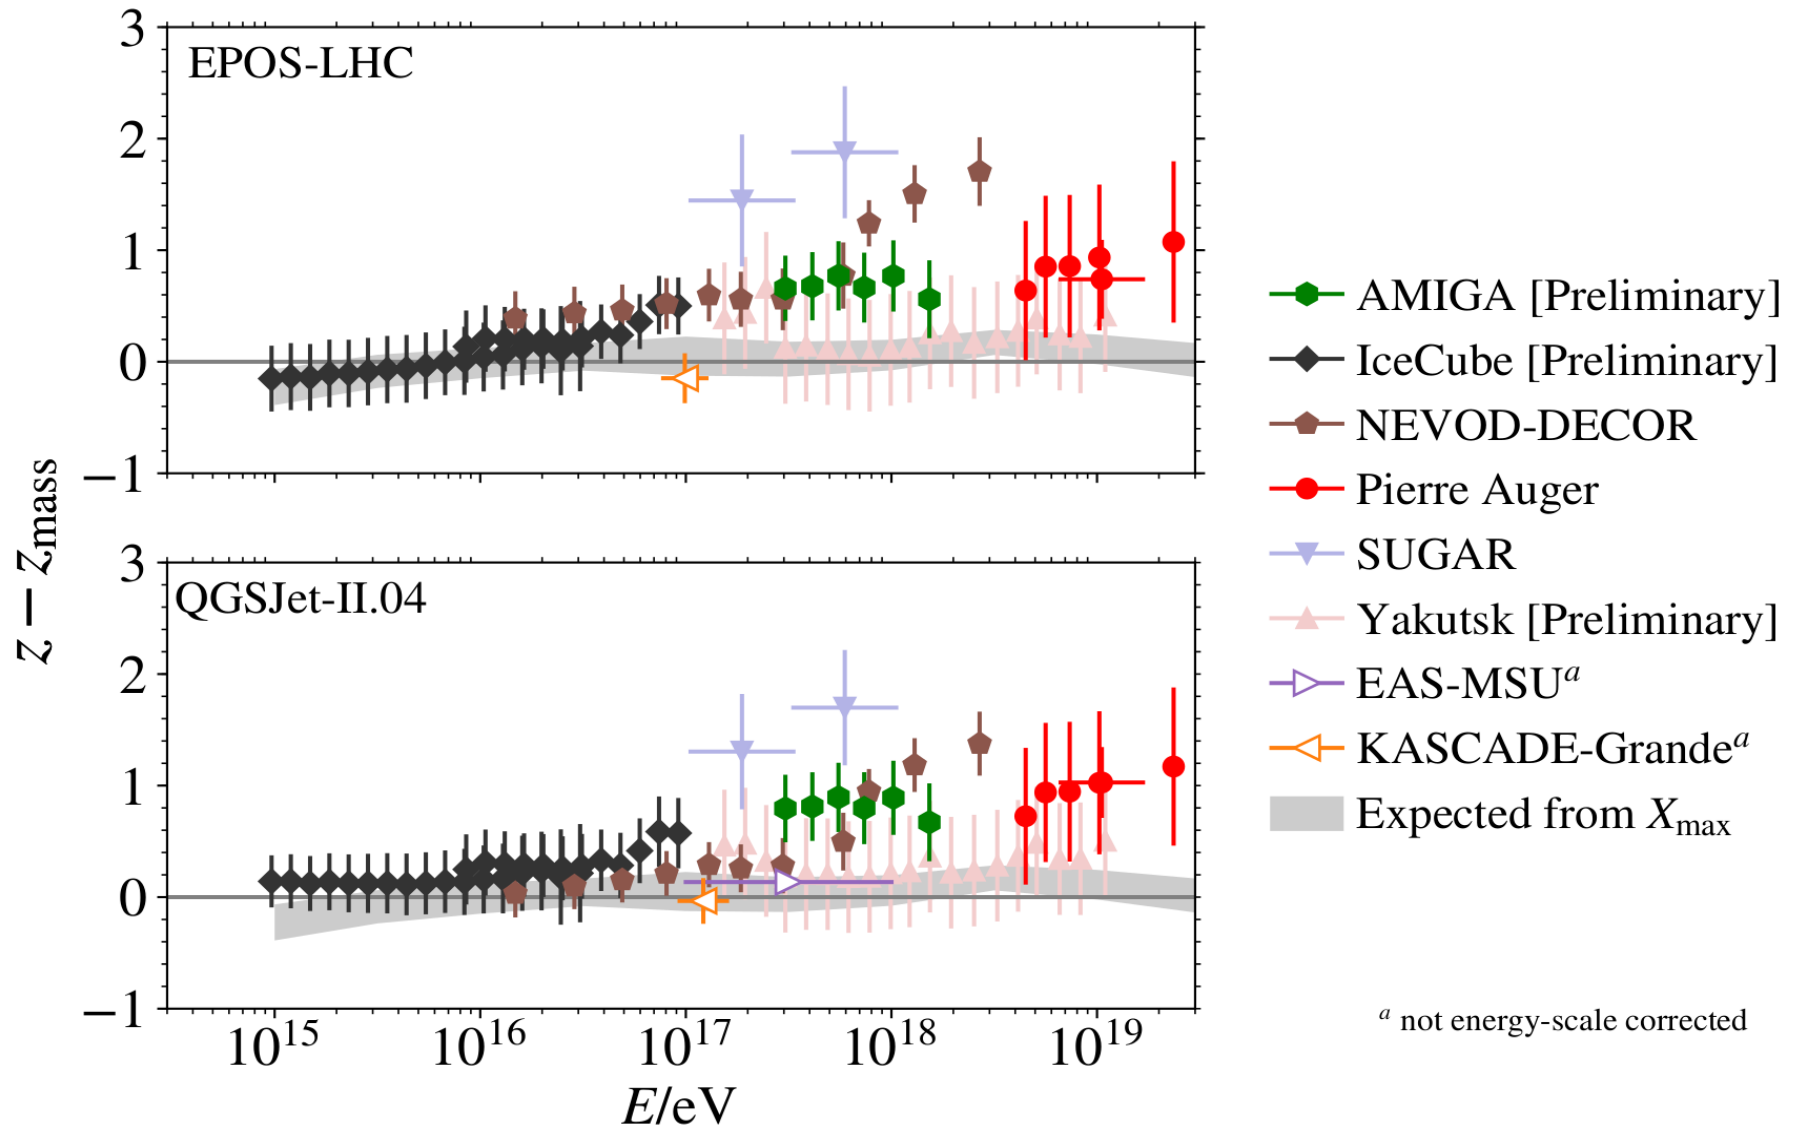 3
EPOS-LHC
2
1
0
−1
z − z_mass
3
QGSJet-II.04
2
1
0
−1
10^15 10^16 10^17 10^18 10^19
E/eV
AMIGA [Preliminary]
IceCube [Preliminary]
NEVOD-DECOR
Pierre Auger
SUGAR
Yakutsk [Preliminary]
EAS-MSU^a
KASCADE-Grande^a
Expected from X_max
^a not energy-scale corrected